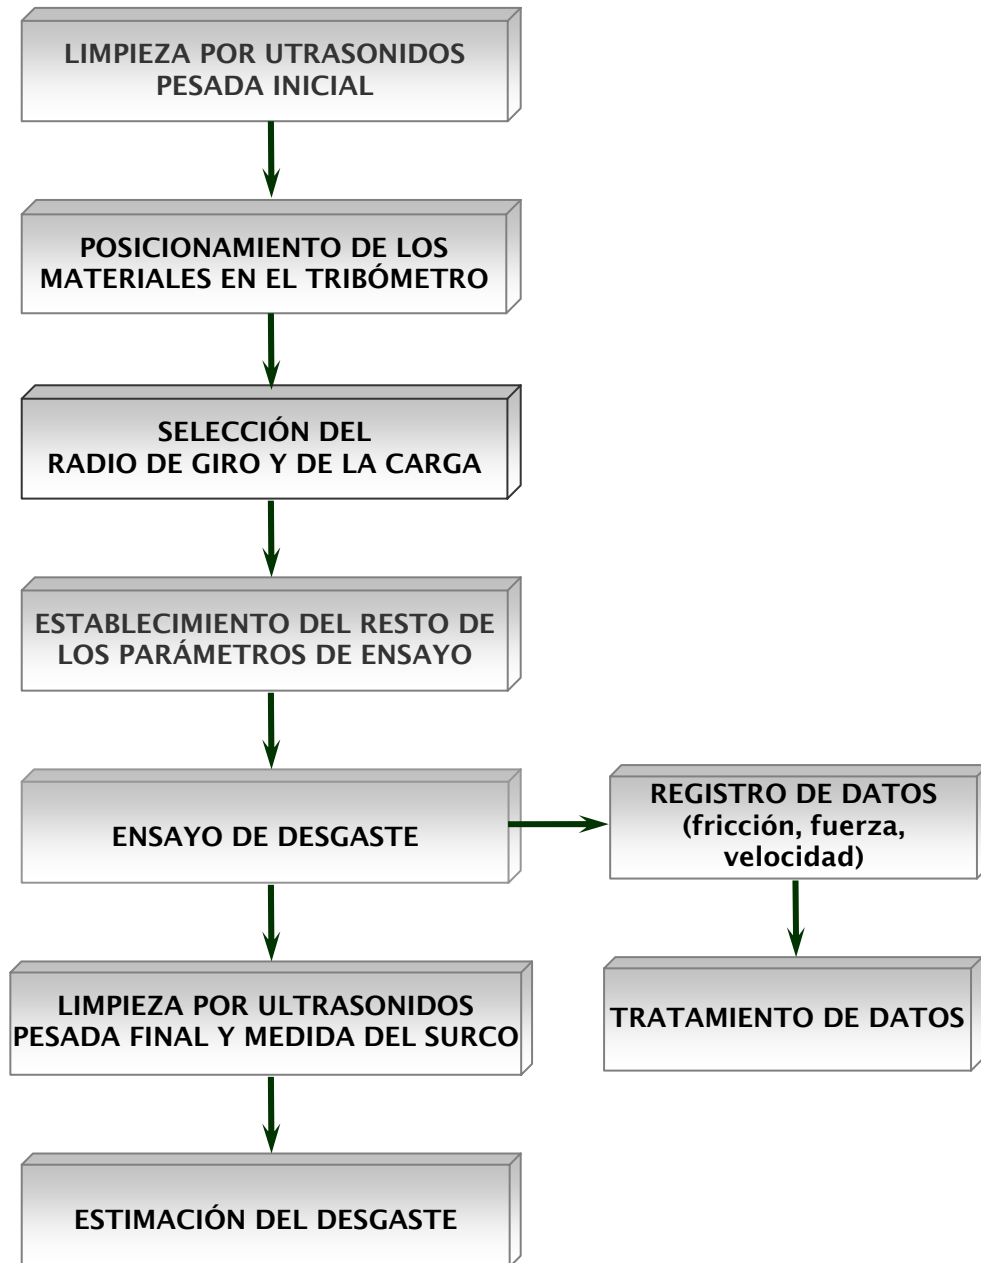 LIMPIEZA POR UTRASONIDOS
PESADA INICIAL
POSICIONAMIENTO DE LOS
MATERIALES EN EL TRIBÓMETRO
SELECCIÓN DEL
RADIO DE GIRO Y DE LA CARGA
ESTABLECIMIENTO DEL RESTO DE
LOS PARÁMETROS DE ENSAYO
ENSAYO DE DESGASTE
REGISTRO DE DATOS
(fricción, fuerza,
velocidad)
LIMPIEZA POR ULTRASONIDOS
PESADA FINAL Y MEDIDA DEL SURCO
TRATAMIENTO DE DATOS
ESTIMACIÓN DEL DESGASTE